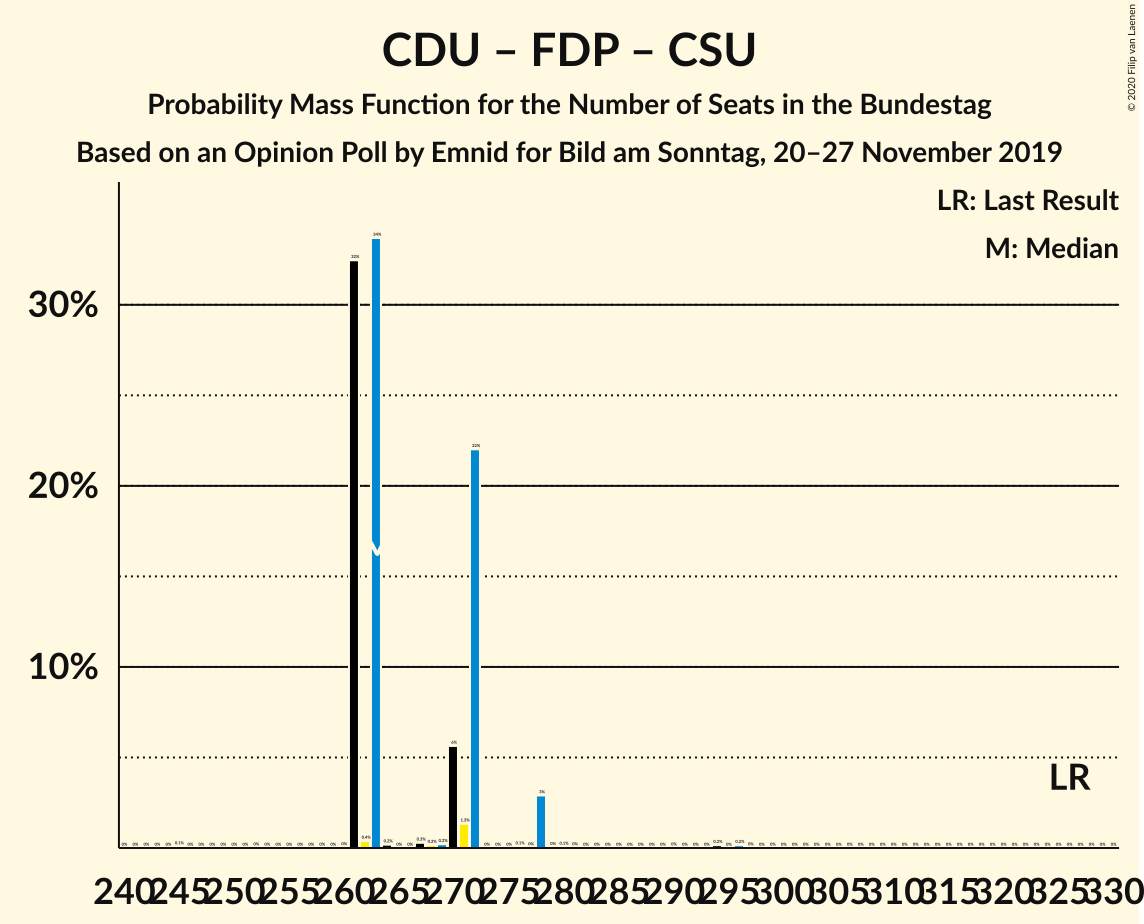 CDU – FDP – CSU
Probability Mass Function for the Number of Seats in the Bundestag
Based on an Opinion Poll by Emnid for Bild am Sonntag, 20–27 November 2019
© 2020 Filip van Laenen
LR: Last Result
M: Median
34%
32%
30%
22%
20%
10%
6%
LR
3%
1.3%
M
240 245 250 255 260 265 270 275 280 285 290 295 300 305 310 315 320 325 330